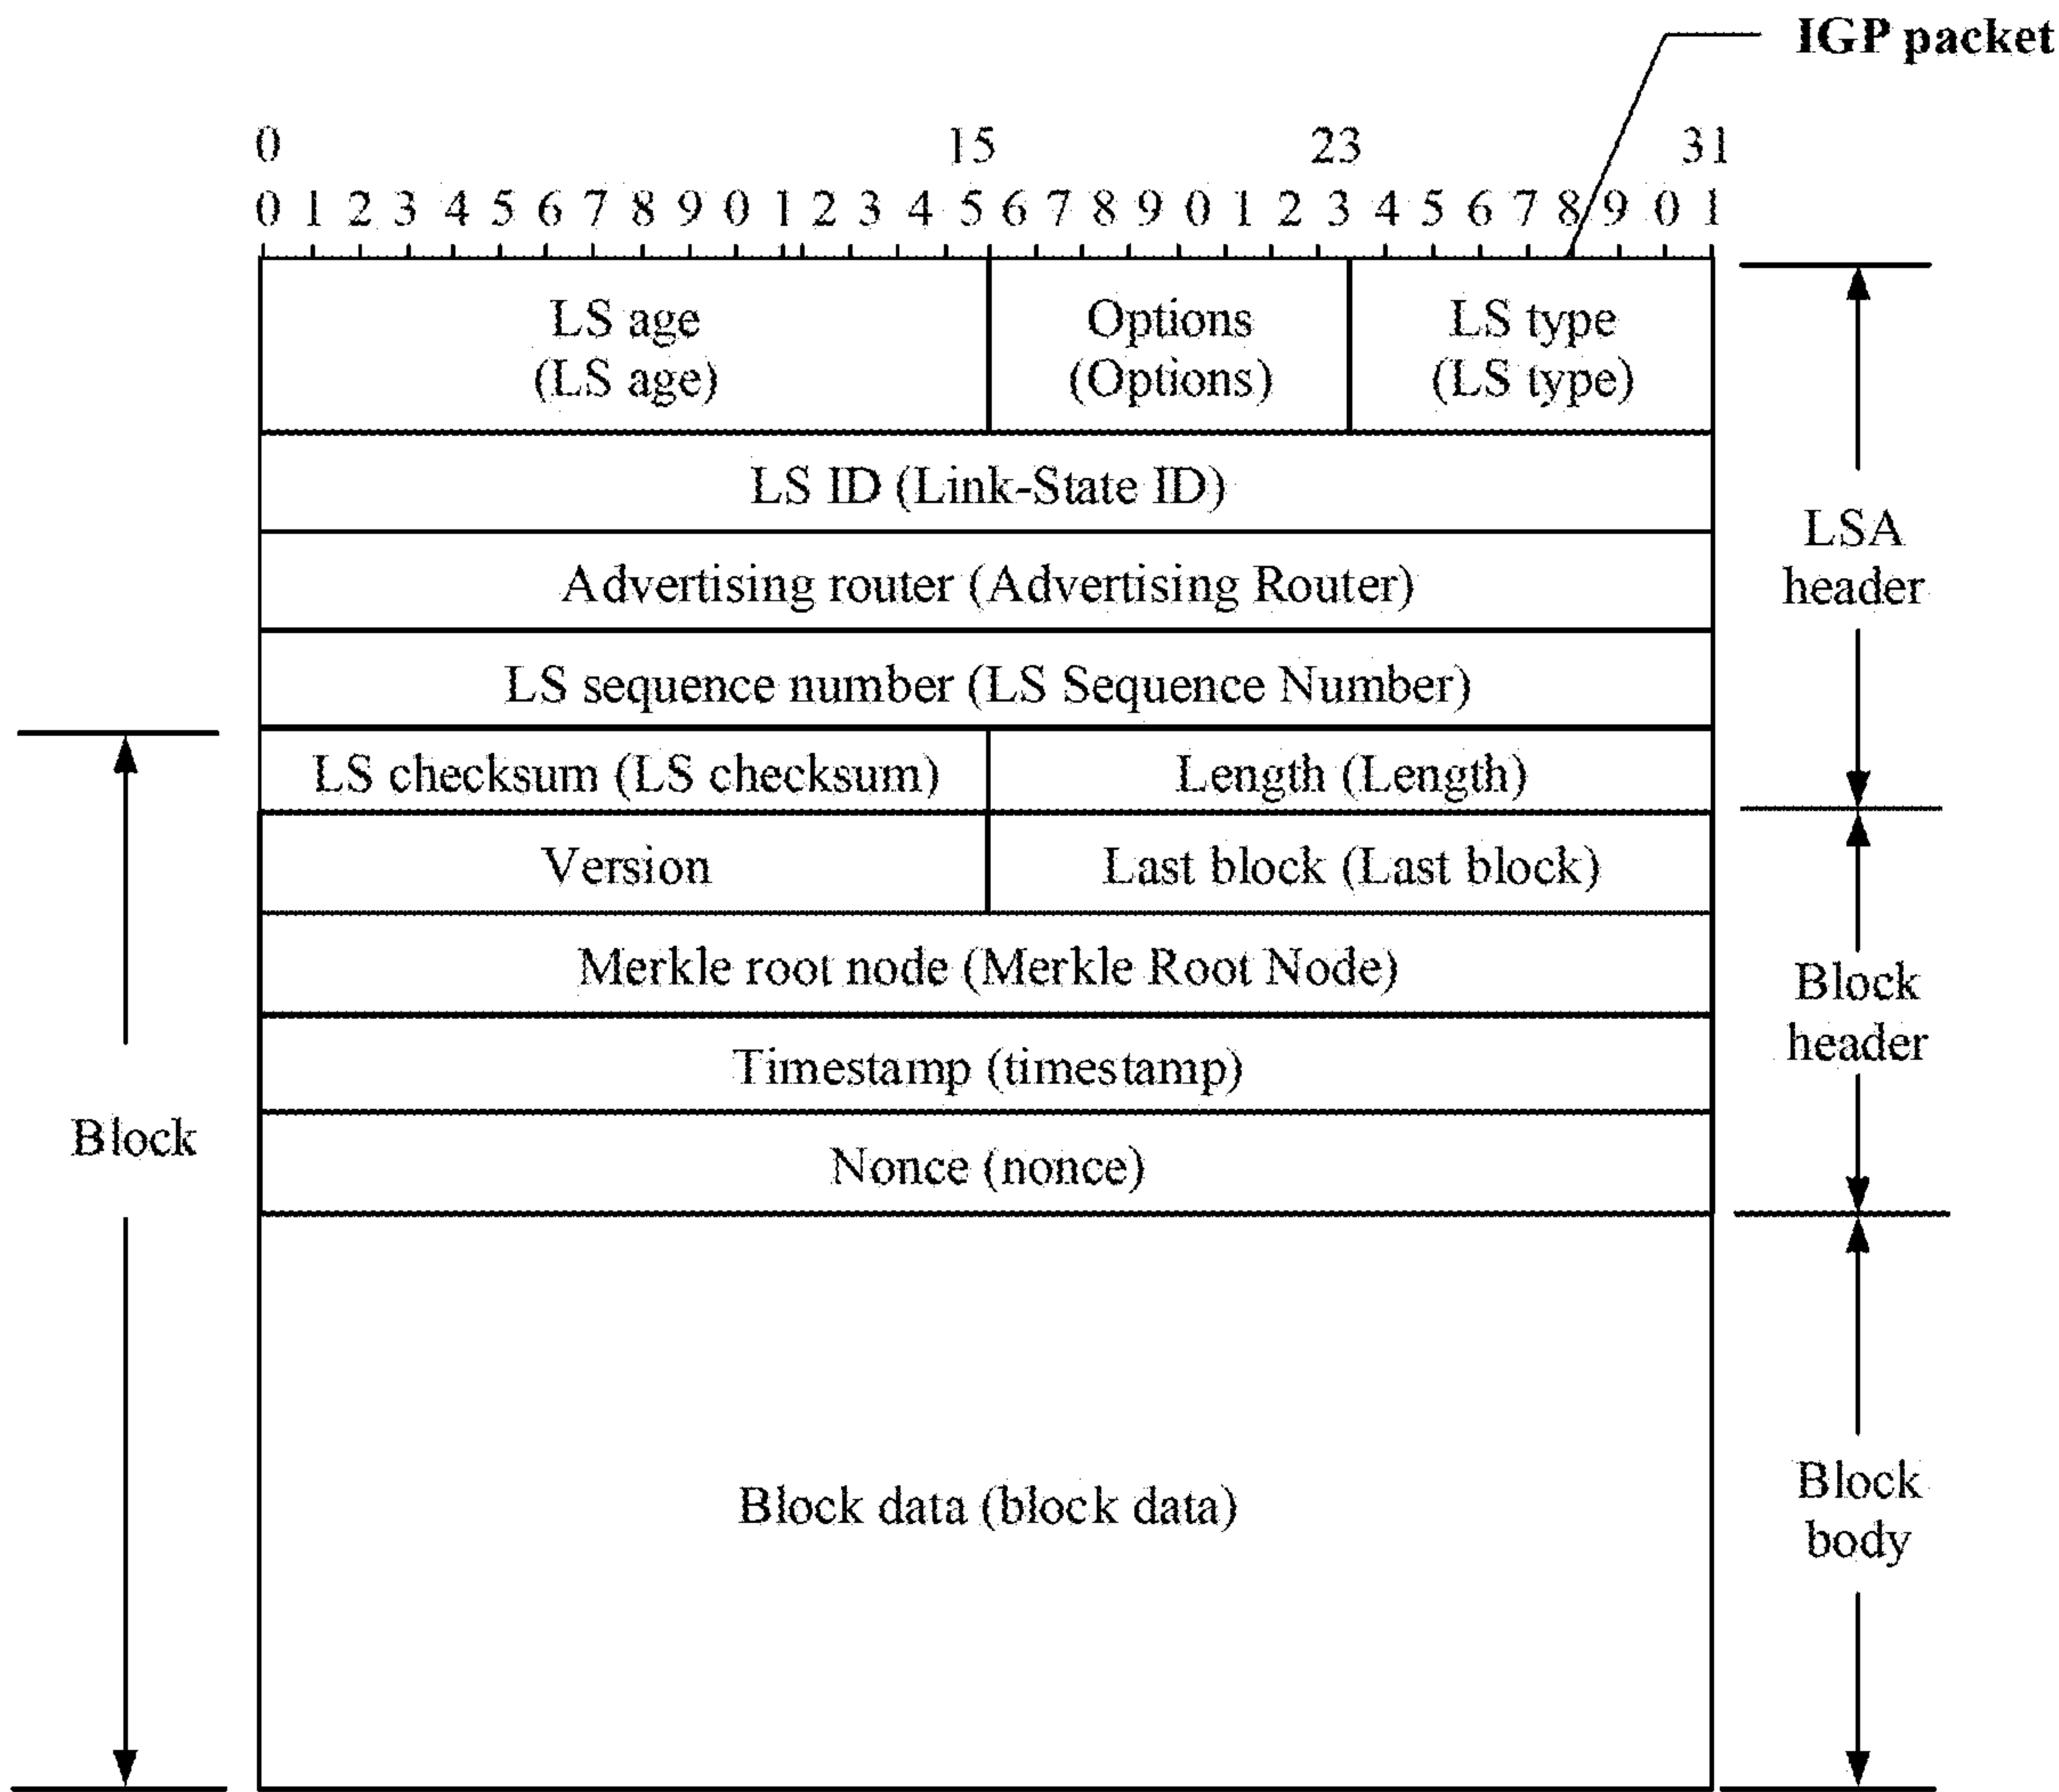 IGP packet
0 15 23 31
0 1 2 3 4 5 6 7 8 9 0 1 2 3 4 5 6 7 8 9 0 1 2 3 4 5 6 7 8 9 0 1
LS age
(LS age)
Options
(Options)
LS type
(LS type)
LS ID (Link-State ID)
Advertising router (Advertising Router)
LS sequence number (LS Sequence Number)
LS checksum (LS checksum)
Length (Length)
LSA
header
Version
Last block (Last block)
Merkle root node (Merkle Root Node)
Timestamp (timestamp)
Nonce (nonce)
Block
header
Block
Block data (block data)
Block
body